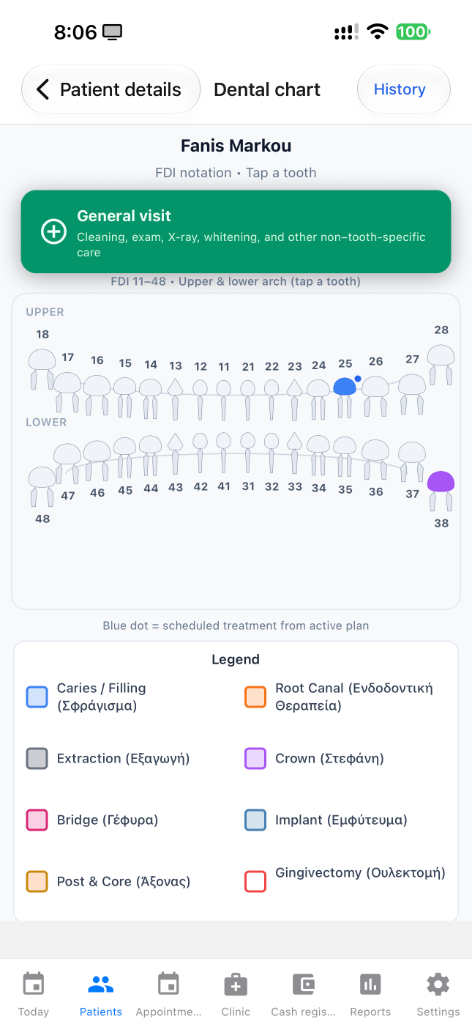 8:06
100
Patient details
Dental chart
History
Fanis Markou
FDI notation • Tap a tooth
General visit
Cleaning, exam, X-ray, whitening, and other non-tooth-specific
care
FDI 11–48 • Upper & lower arch (tap a tooth)
UPPER
18 17 16 15 14 13 12 11 21 22 23 24 25 26 27 28
LOWER
48 47 46 45 44 43 42 41 31 32 33 34 35 36 37 38
Blue dot = scheduled treatment from active plan
Legend
Caries / Filling
(Σφράγισμα)
Root Canal (Ενδοδοντική
Θεραπεία)
Extraction (Εξαγωγή)
Crown (Στεφάνη)
Bridge (Γέφυρα)
Implant (Εμφύτευμα)
Post & Core (Άξονας)
Gingivectomy (Ουλεκτομή)
Today
Patients
Appointme...
Clinic
Cash regis...
Reports
Settings